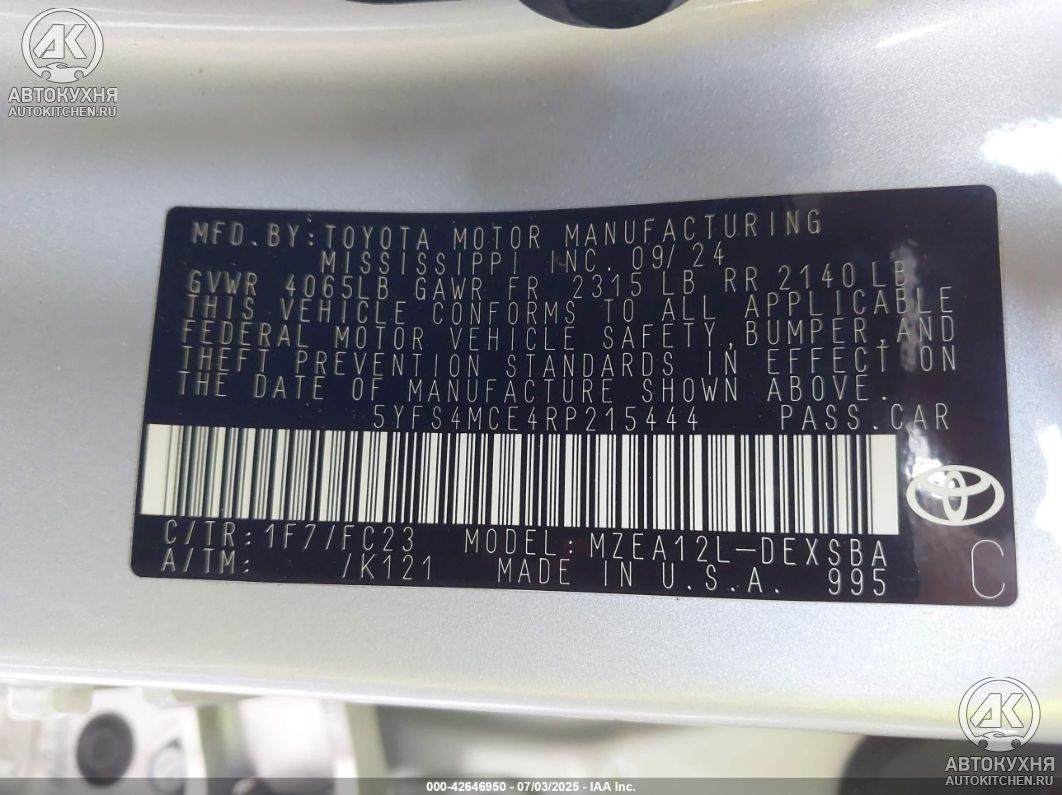 АК
АВТОКУХНЯ
AUTOKITCHEN.RU
MFD.BY:TOYOTA MOTOR MANUFACTURING
MISSISSIPPI INC. 09/24
GVWR 4065LB GAWR FR 2315 LB RR 2140 LB
THIS VEHICLE CONFORMS TO ALL APPLICABLE
FEDERAL MOTOR VEHICLE SAFETY,BUMPER,AND
THEFT PREVENTION STANDARDS IN EFFECT ON
THE DATE OF MANUFACTURE SHOWN ABOVE.
5YFS4MCE4RP215444 PASS.CAR
C/TR: 1F7/FC23 MODEL:MZEA12L-DEXSBA
A/TM: /K121 MADE IN U.S.A. 995
C
АК
АВТОКУХНЯ
AUTOKITCHEN.RU
000-42646950 - 07/03/2025 - IAA Inc.